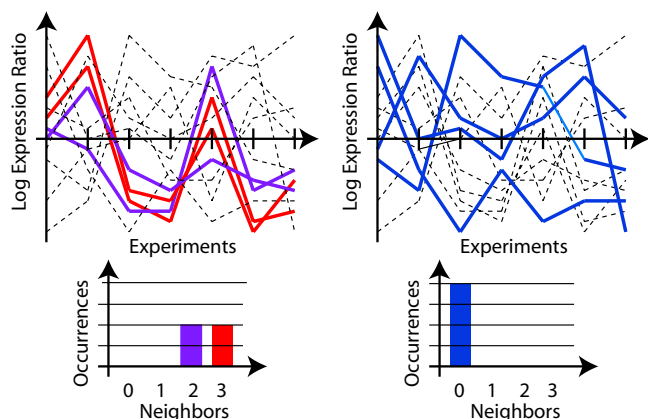 Log Expression Ratio
Experiments
Log Expression Ratio
Experiments
Occurrences
0 1 2 3
Neighbors
Occurrences
0 1 2 3
Neighbors